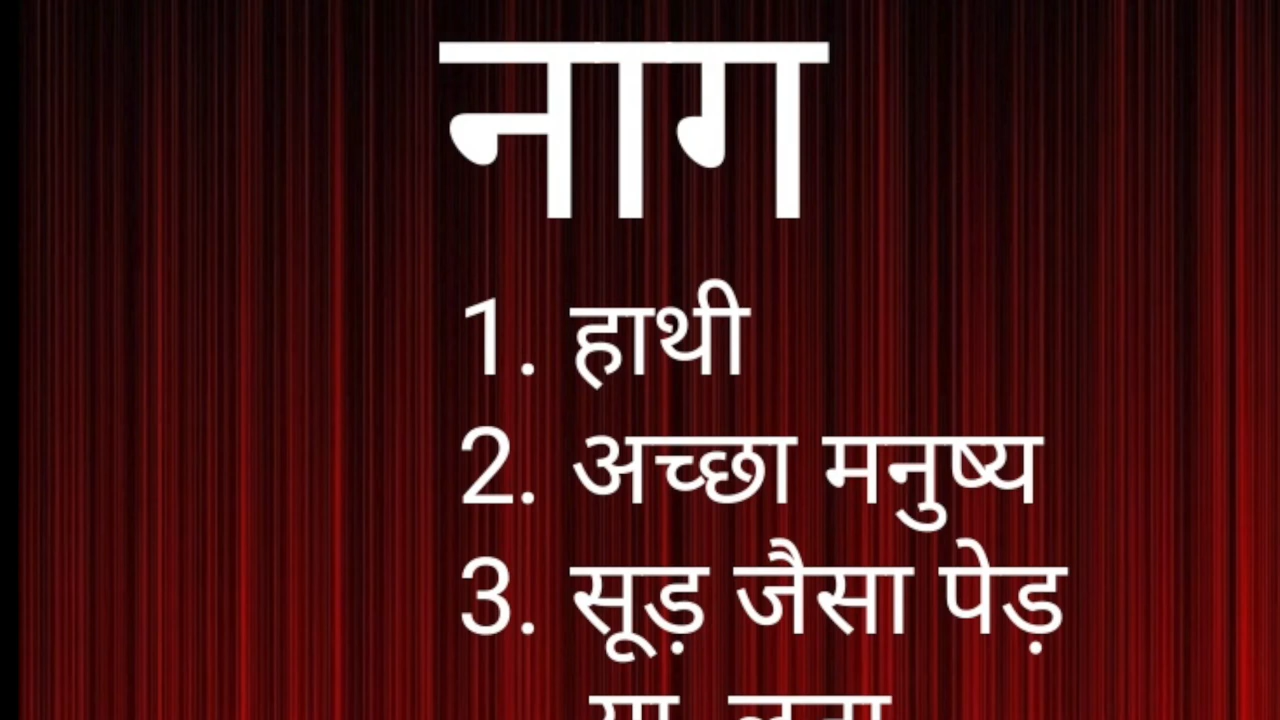 नाग
1. हाथी
2. अच्छा मनुष्य
3. सूड़ जैसा पेड़